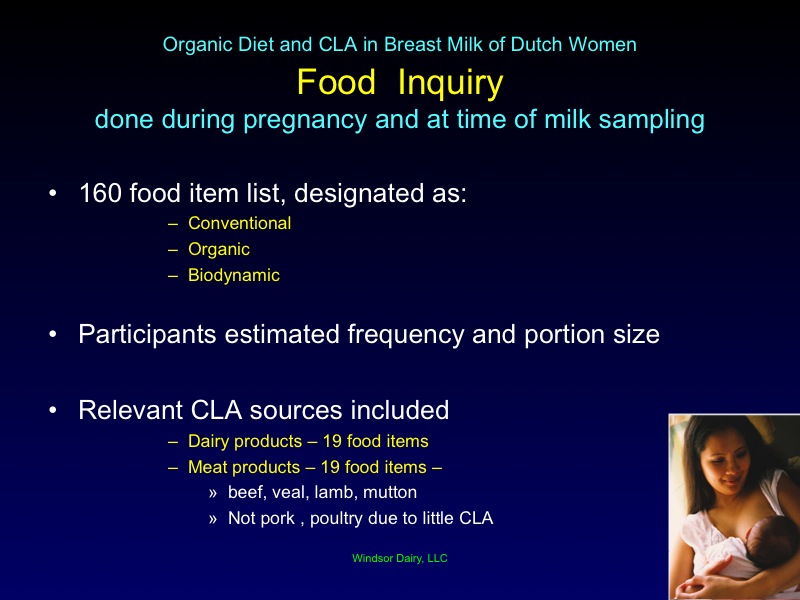 Organic Diet and CLA in Breast Milk of Dutch Women
Food Inquiry
done during pregnancy and at time of milk sampling
• 160 food item list, designated as:
– Conventional
– Organic
– Biodynamic
• Participants estimated frequency and portion size
• Relevant CLA sources included
– Dairy products – 19 food items
– Meat products – 19 food items –
» beef, veal, lamb, mutton
» Not pork , poultry due to little CLA
Windsor Dairy, LLC